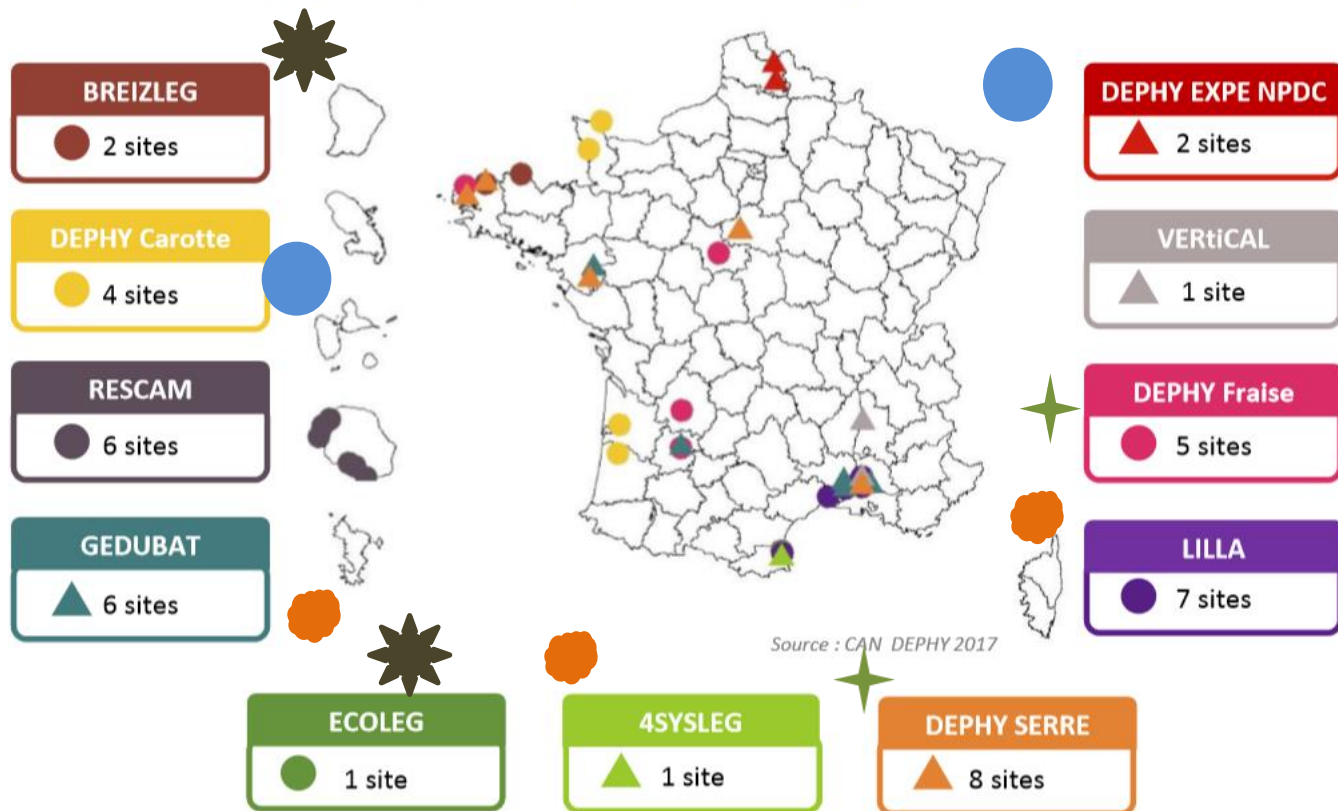 BREIZLEG
2 sites
DEPHY Carotte
4 sites
RESCAM
6 sites
GEDUBAT
6 sites
DEPHY EXPE NPDC
2 sites
VERtiCAL
1 site
DEPHY Fraise
5 sites
LILLA
7 sites
Source : CAN DEPHY 2017
ECOLEG
1 site
4SYSLEG
1 site
DEPHY SERRE
8 sites